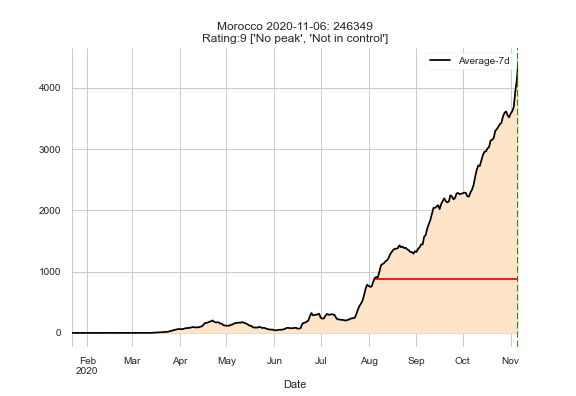 Morocco 2020-11-06: 246349
Rating:9 ['No peak', 'Not in control']
Average-7d
4000
3000
2000
1000
0
Feb Mar Apr May Jun Jul Aug Sep Oct Nov
2020
Date